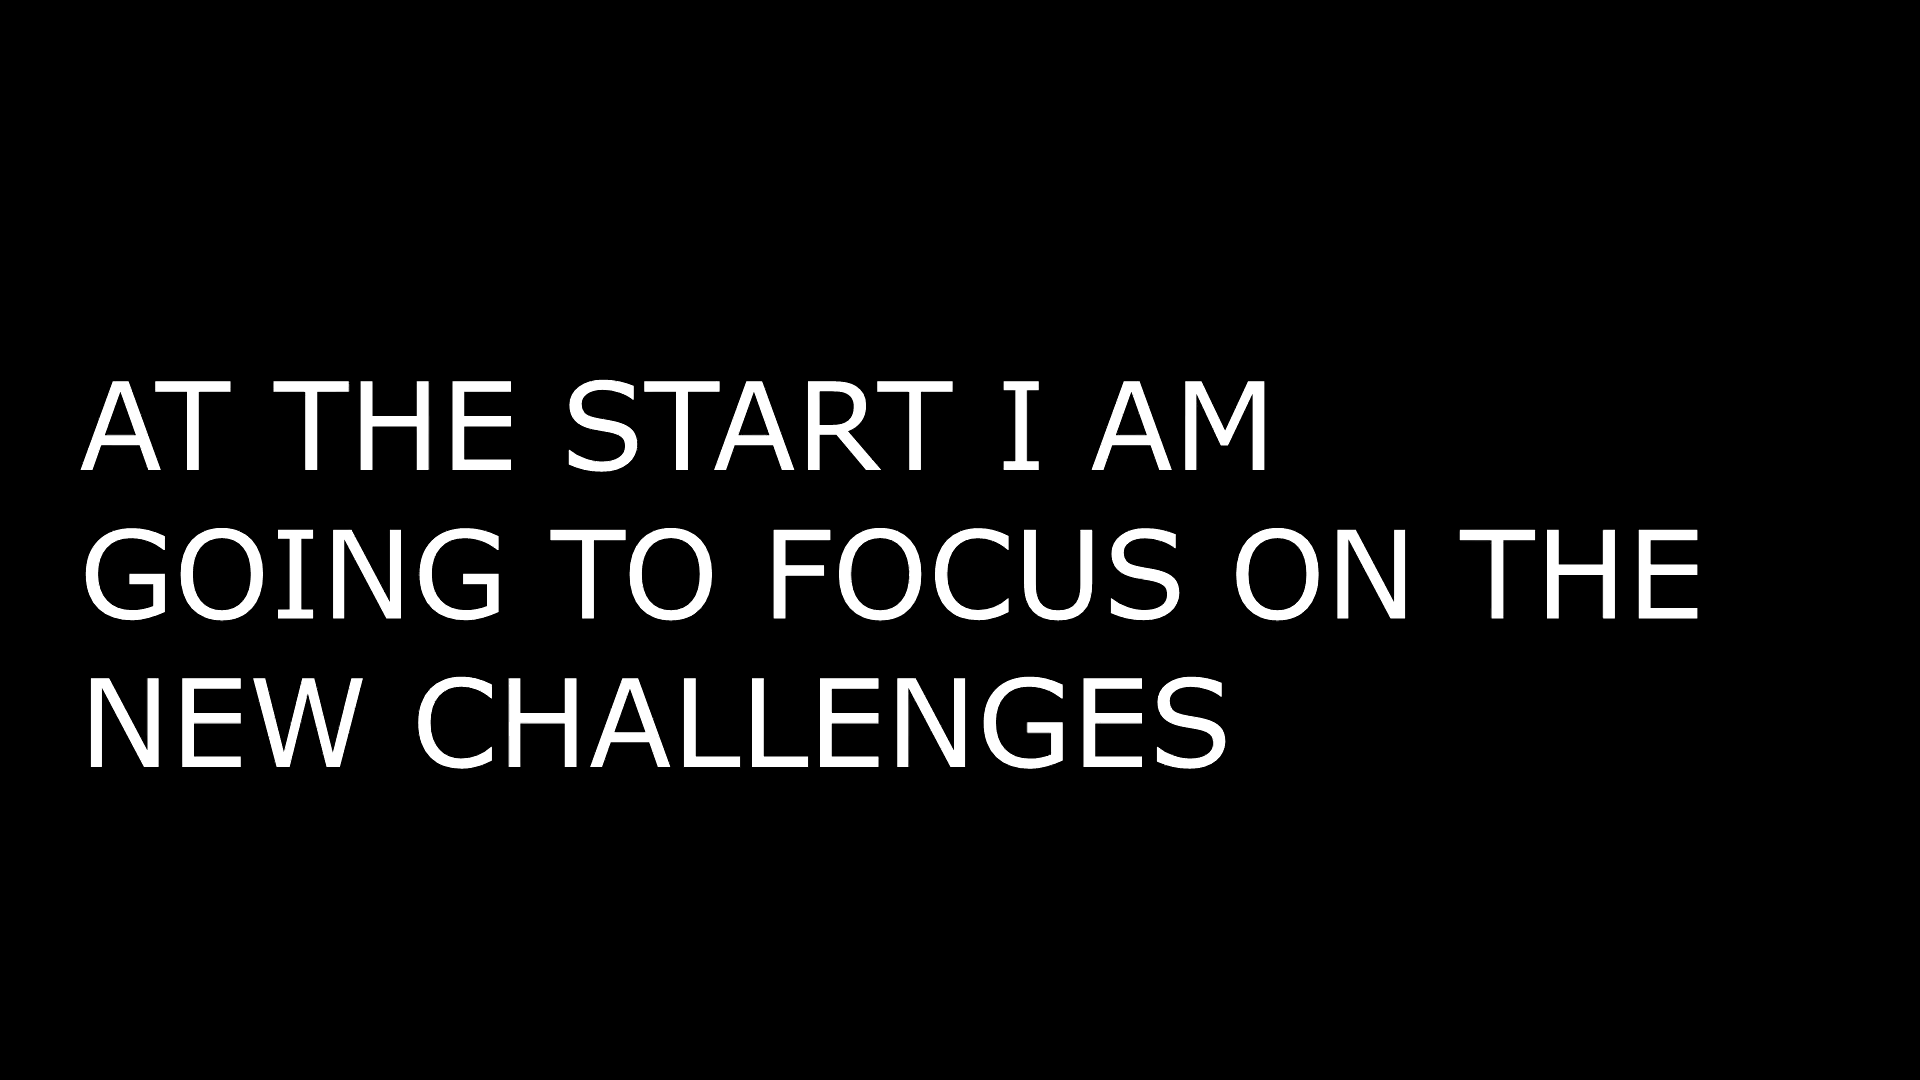 AT THE START I AM
GOING TO FOCUS ON THE
NEW CHALLENGES